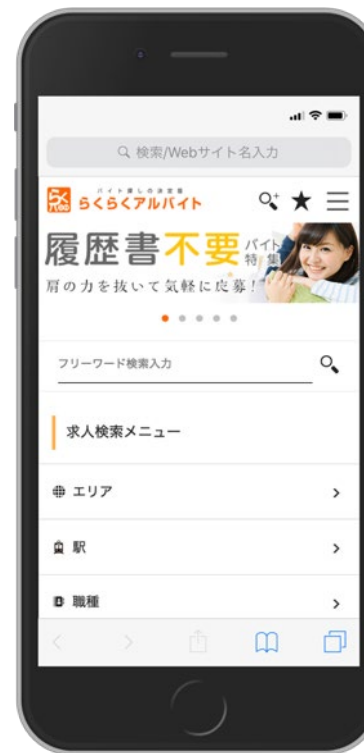 検索/Webサイト名入力
バイト探しの決定版
らくらくアルバイト
履歴書不要バイト特集
肩の力を抜いて気軽に応募!
フリーワード検索入力
求人検索メニュー
エリア
駅
職種